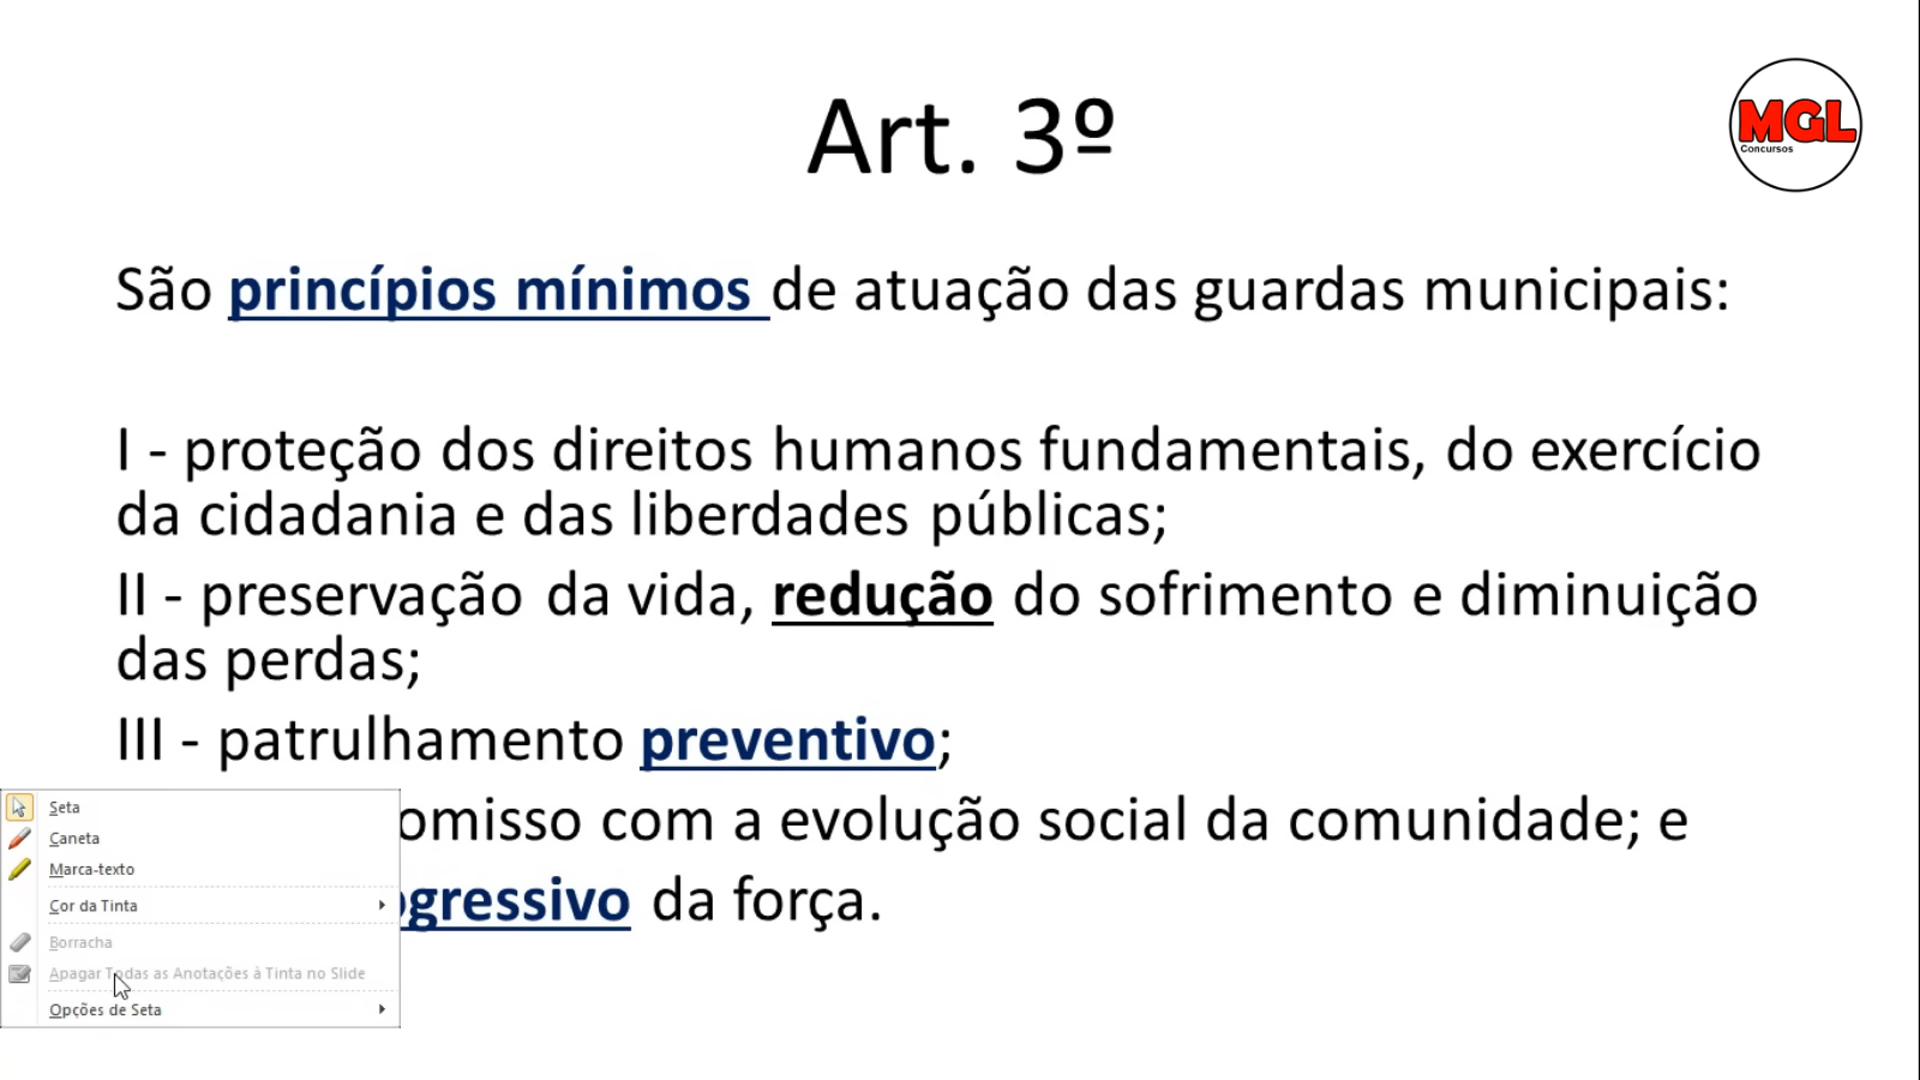 Art. 3º
MGL
Concursos
São princípios mínimos de atuação das guardas municipais:
I - proteção dos direitos humanos fundamentais, do exercício
da cidadania e das liberdades públicas;
II - preservação da vida, redução do sofrimento e diminuição
das perdas;
III - patrulhamento preventivo;
omisso com a evolução social da comunidade; e
ogressivo da força.
Seta
Caneta
Marca-texto
Cor da Tinta
Borracha
Apagar Todas as Anotações à Tinta no Slide
Opções de Seta